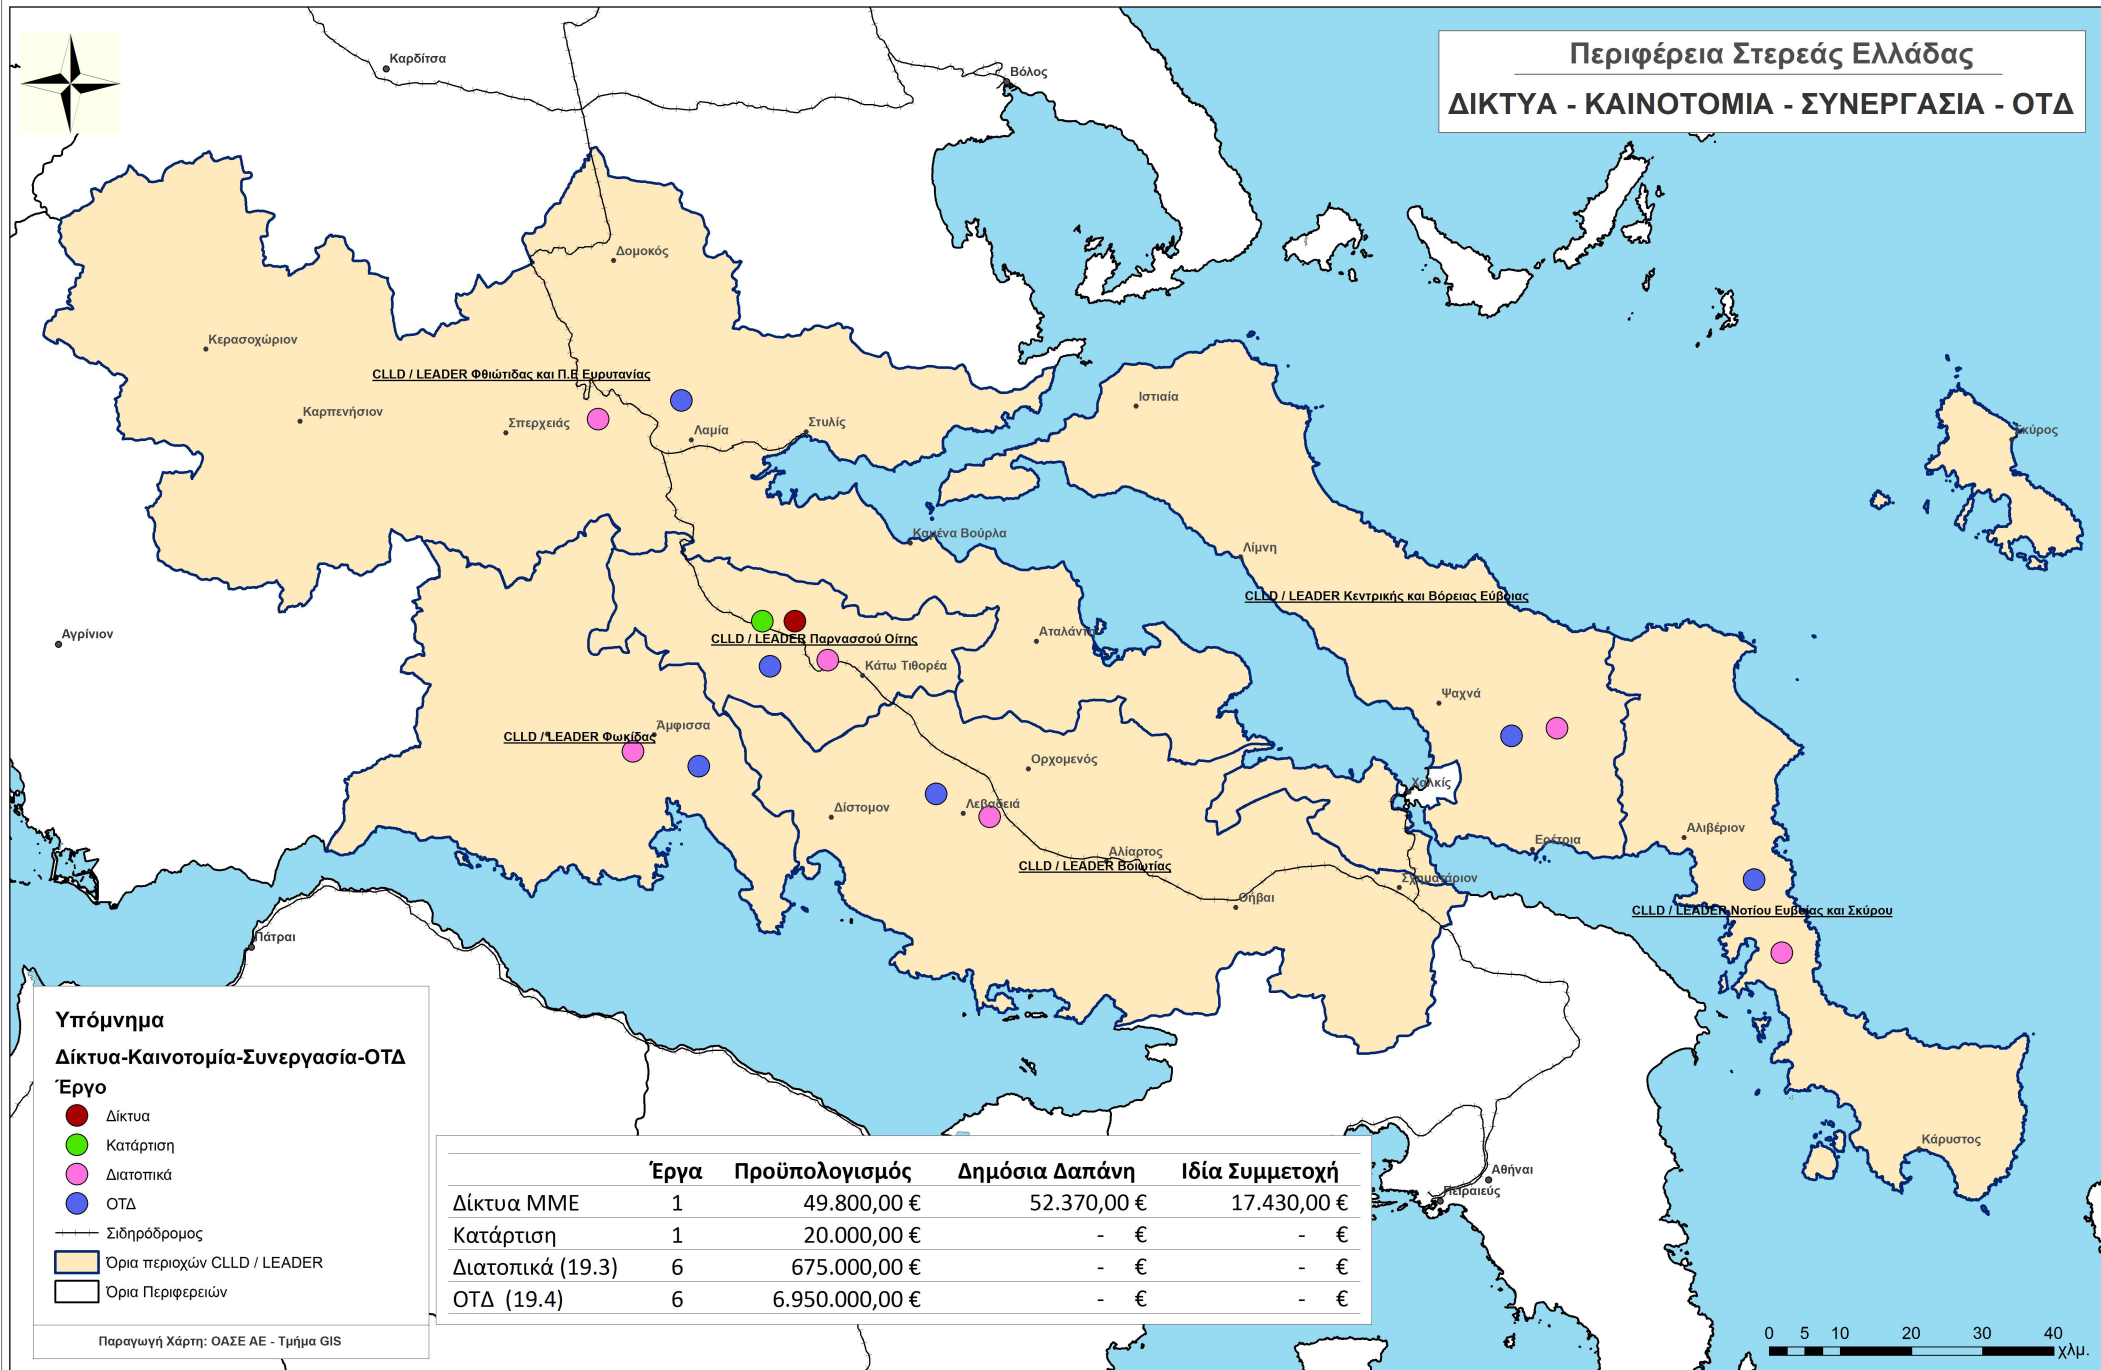 Περιφέρεια Στερεάς Ελλάδας
ΔΙΚΤΥΑ - ΚΑΙΝΟΤΟΜΙΑ - ΣΥΝΕΡΓΑΣΙΑ - ΟΤΔ
Καρδίτσα
Βόλος
Δομοκός
Κερασοχώριον
CLLD / LEADER Φθιώτιδας και Π.Ε Ευρυτανίας
Καρπενήσιον
Σπερχειάς
Λαμία
Στυλίς
Ιστιαία
Σκύρος
Καμένα Βούρλα
Λίμνη
CLLD / LEADER Κεντρικής και Βόρειας Εύβοιας
Αγρίνιον
CLLD / LEADER Παρνασσού Οίτης
Αταλάντη
Κάτω Τιθορέα
Ψαχνά
Άμφισσα
CLLD / LEADER Φωκίδας
Ορχομενός
Χαλκίς
Δίστομον
Λεβαδειά
Αλιβέριον
Ερέτρια
Αλίαρτος
CLLD / LEADER Βοιωτίας
Σχηματάριον
Θήβαι
CLLD / LEADER Νοτίου Ευβοίας και Σκύρου
Πάτραι
Κάρυστος
Αθήναι
Πειραιεύς
Υπόμνημα
Δίκτυα-Καινοτομία-Συνεργασία-ΟΤΔ
Έργο
Δίκτυα
Κατάρτιση
Διατοπικά
ΟΤΔ
Σιδηρόδρομος
Όρια περιοχών CLLD / LEADER
Όρια Περιφερειών
Παραγωγή Χάρτη: ΟΑΣΕ ΑΕ - Τμήμα GIS
Έργα Προϋπολογισμός Δημόσια Δαπάνη Ιδία Συμμετοχή
Δίκτυα ΜΜΕ 1 49.800,00 € 52.370,00 € 17.430,00 €
Κατάρτιση 1 20.000,00 € - € - €
Διατοπικά (19.3) 6 675.000,00 € - € - €
ΟΤΔ (19.4) 6 6.950.000,00 € - € - €
0 5 10 20 30 40
χλμ.